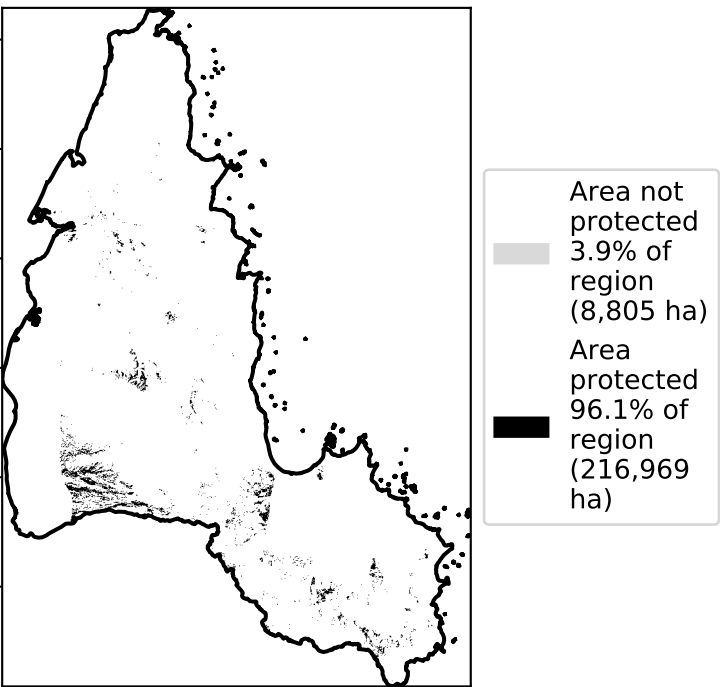 Area not
protected
3.9% of
region
(8,805 ha)
Area
protected
96.1% of
region
(216,969
ha)